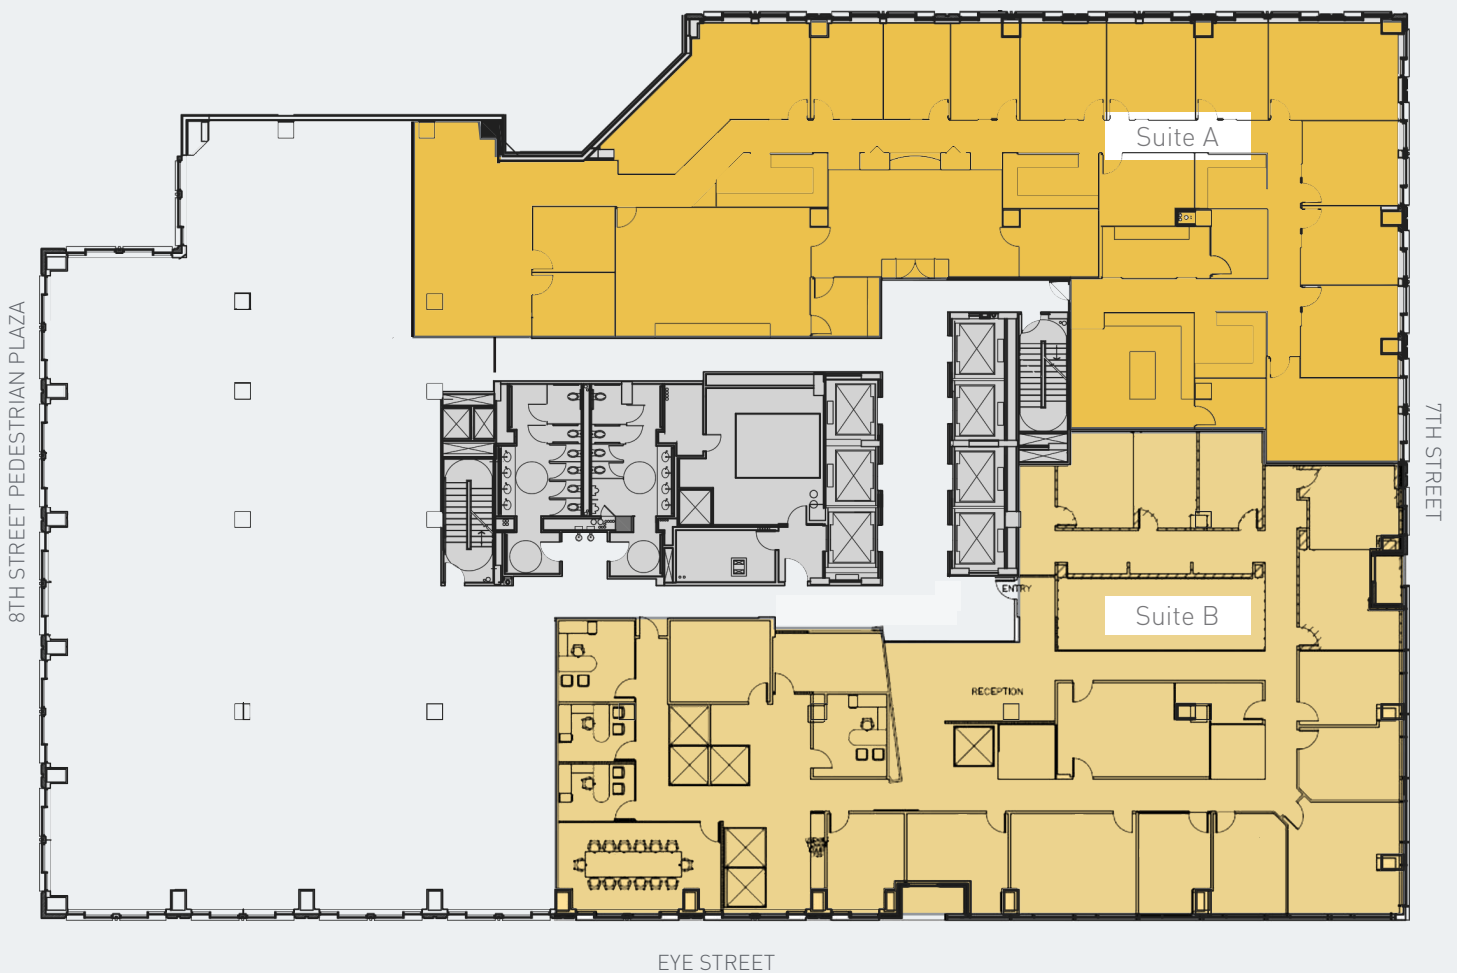 Suite A
8TH STREET PEDESTRIAN PLAZA
7TH STREET
ENTRY
Suite B
RECEPTION
EYE STREET